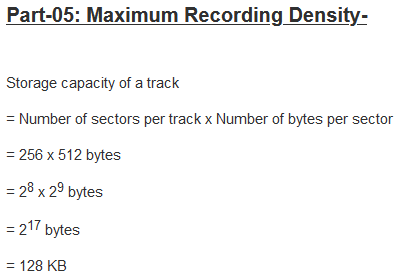 Part-05: Maximum Recording Density-
Storage capacity of a track
= Number of sectors per track x Number of bytes per sector
= 256 x 512 bytes
= 2⁸ x 2⁹ bytes
= 2¹⁷ bytes
= 128 KB